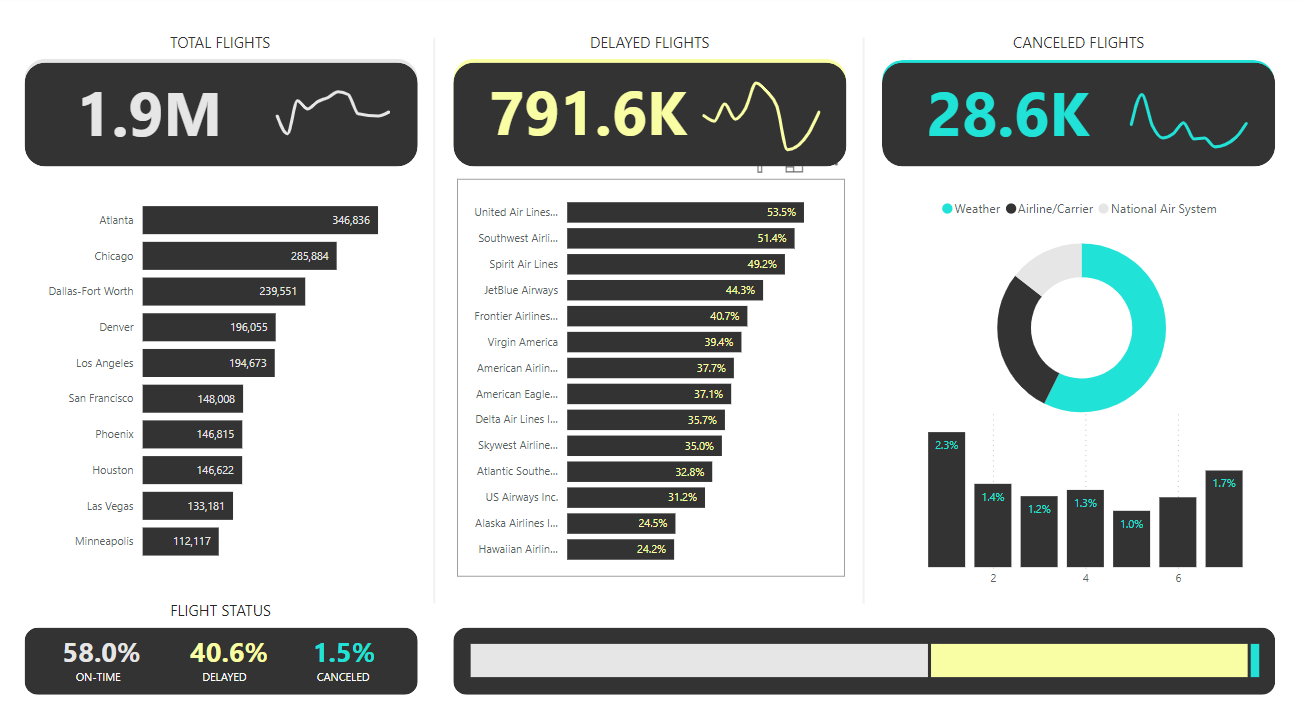 TOTAL FLIGHTS
1.9M
Atlanta 346,836
Chicago 285,884
Dallas-Fort Worth 239,551
Denver 196,055
Los Angeles 194,673
San Francisco 148,008
Phoenix 146,815
Houston 146,622
Las Vegas 133,181
Minneapolis 112,117
DELAYED FLIGHTS
791.6K
United Air Lines... 53.5%
Southwest Airli... 51.4%
Spirit Air Lines 49.2%
JetBlue Airways 44.3%
Frontier Airlines... 40.7%
Virgin America 39.4%
American Airlin... 37.7%
American Eagle... 37.1%
Delta Air Lines I... 35.7%
Skywest Airline... 35.0%
Atlantic Southe... 32.8%
US Airways Inc. 31.2%
Alaska Airlines I... 24.5%
Hawaiian Airlin... 24.2%
CANCELED FLIGHTS
28.6K
Weather Airline/Carrier National Air System
2.3% 1.4% 1.2% 1.3% 1.0% 1.7%
2 4 6
FLIGHT STATUS
58.0% 40.6% 1.5%
ON-TIME DELAYED CANCELED